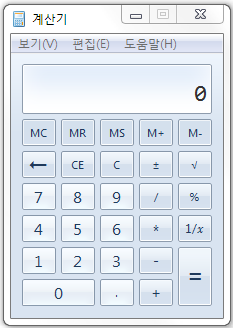 계산기
보기(V) 편집(E) 도움말(H)
0
MC MR MS M+ M-
← CE C ± √
7 8 9 / %
4 5 6 * 1/x
1 2 3 - =
0 . +